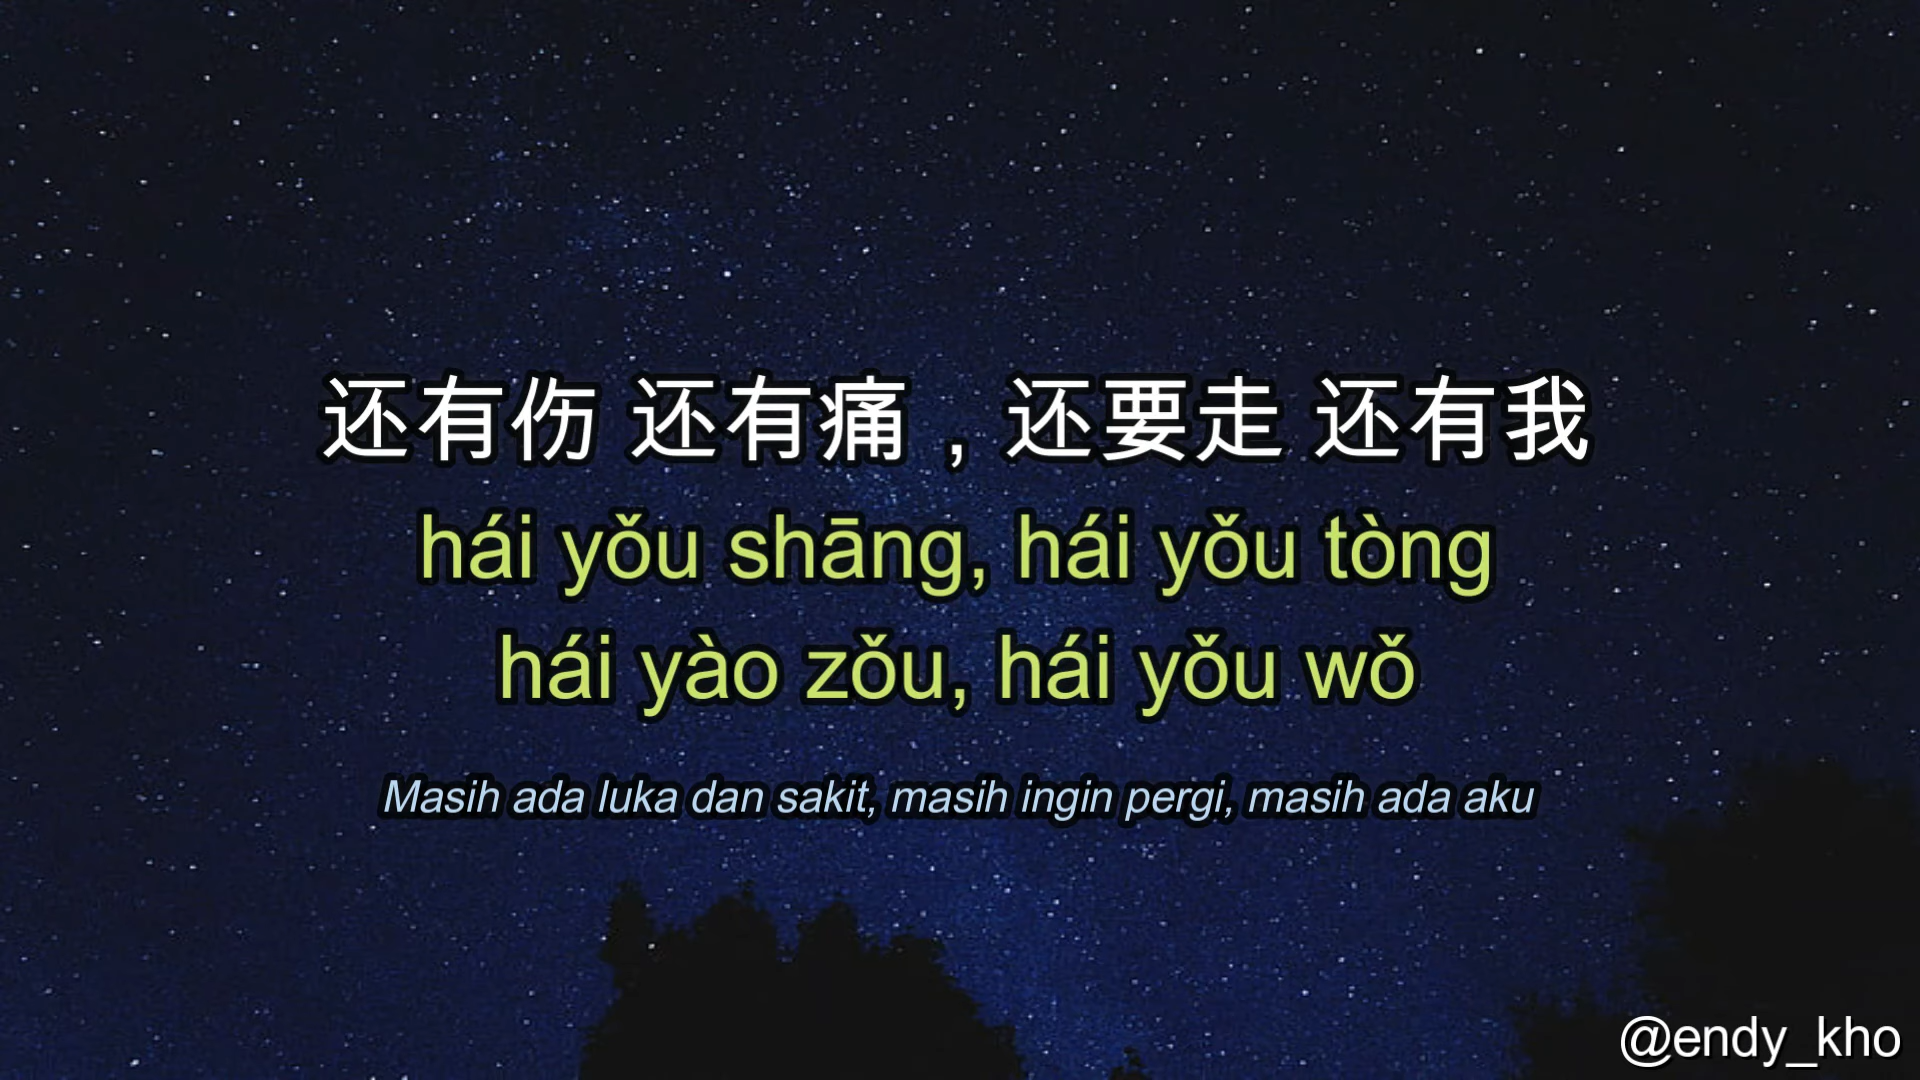 还有伤 还有痛，还要走 还有我
hái yǒu shāng, hái yǒu tòng
hái yào zǒu, hái yǒu wǒ
Masih ada luka dan sakit, masih ingin pergi, masih ada aku
@endy_kho